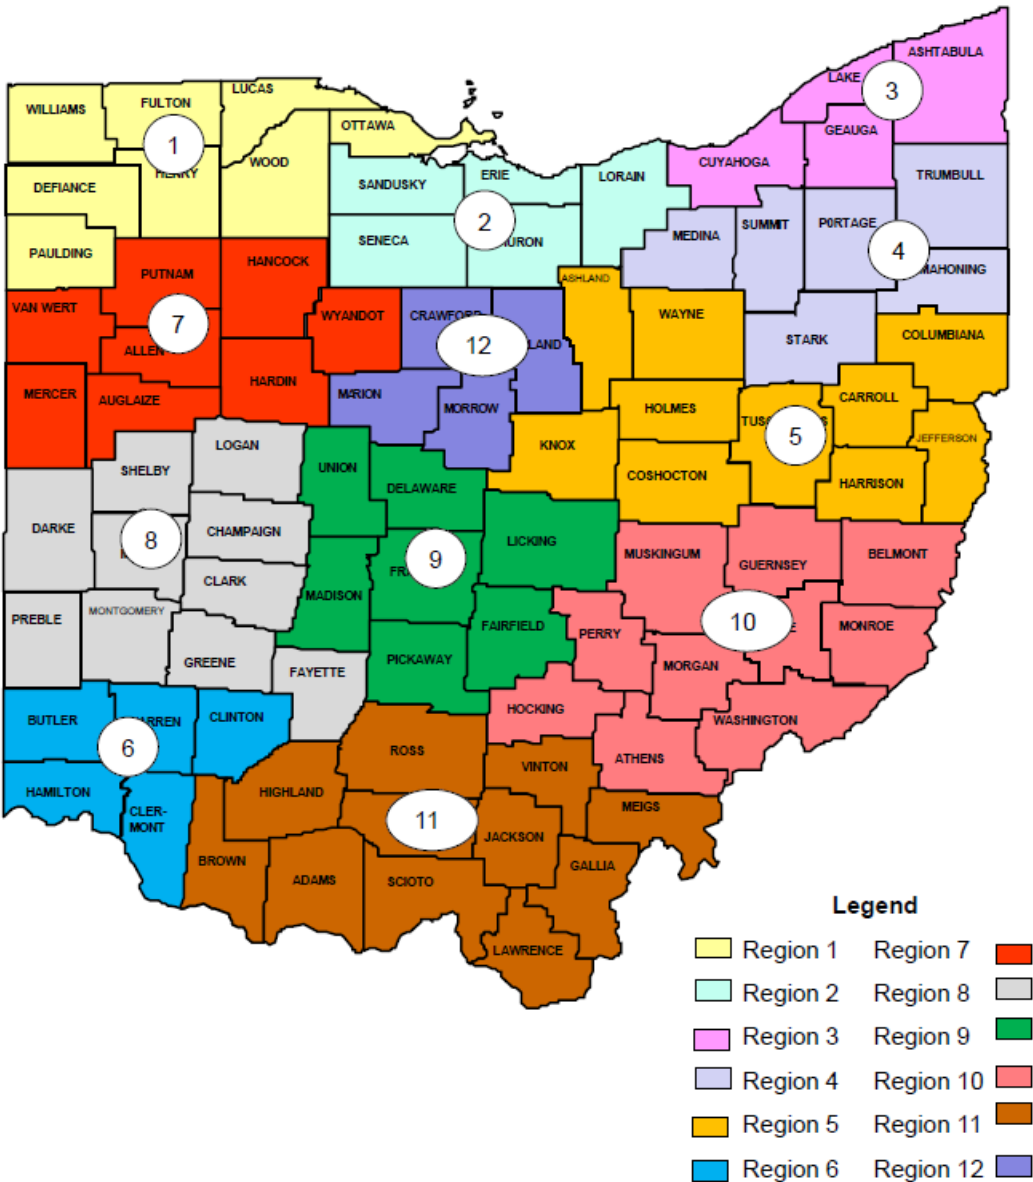 ASHTABULA
LAKE
3
LUCAS
WILLIAMS
FULTON
OTTAWA
GEAUGA
1
WOOD
CUYAHOGA
HENRY
ERIE
LORAIN
TRUMBULL
DEFIANCE
SANDUSKY
2
SUMMIT
PORTAGE
MEDINA
SENECA
URON
4
PAULDING
HANCOCK
PUTNAM
MAHONING
ASHLAND
VAN WERT
WYANDOT
CRAWFORD
WAYNE
7
12
LAND
COLUMBIANA
ALLEN
STARK
HARDIN
MERCER
MARION
AUGLAIZE
MORROW
HOLMES
CARROLL
TUSC
S
5
JEFFERSON
LOGAN
KNOX
UNION
SHELBY
COSHOCTON
HARRISON
DELAWARE
DARKE
CHAMPAIGN
8
LICKING
MUSKINGUM
BELMONT
9
GUERNSEY
FRA
CLARK
MADISON
MONTGOMERY
PREBLE
FAIRFIELD
PERRY
10
E
MONROE
GREENE
PICKAWAY
MORGAN
FAYETTE
HOCKING
BUTLER
WARREN
CLINTON
WASHINGTON
6
ROSS
VINTON
ATHENS
HAMILTON
HIGHLAND
CLER-
MONT
11
MEIGS
JACKSON
BROWN
GALLIA
ADAMS
SCIOTO
LAWRENCE
Legend
Region 1 Region 7
Region 2 Region 8
Region 3 Region 9
Region 4 Region 10
Region 5 Region 11
Region 6 Region 12